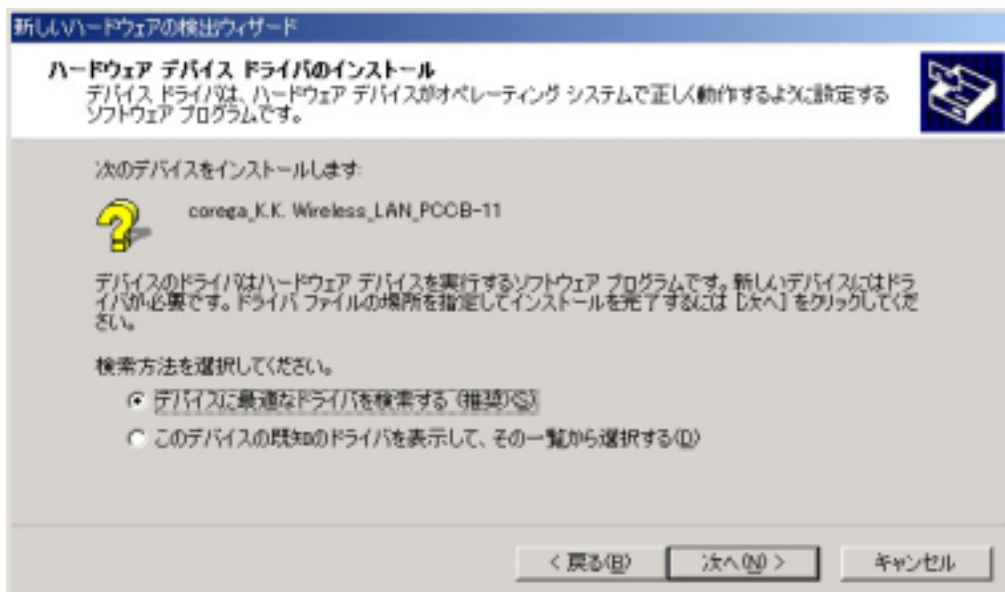 新しいハードウェアの検出ウィザード
ハードウェア デバイス ドライバのインストール
デバイス ドライバは、ハードウェア デバイスがオペレーティング システムで正しく動作するように設定する
ソフトウェア プログラムです。
次のデバイスをインストールします:
corega_K.K. Wireless_LAN_PCCB-11
デバイスのドライバはハードウェア デバイスを実行するソフトウェア プログラムです。新しいデバイスにはドラ
イバが必要です。ドライバ ファイルの場所を指定してインストールを完了するには [次へ] をクリックしてくだ
さい。
検索方法を選択してください。
デバイスに最適なドライバを検索する (推奨)(S)
このデバイスの既知のドライバを表示して、その一覧から選択する(D)
< 戻る(B)
次へ(N) >
キャンセル